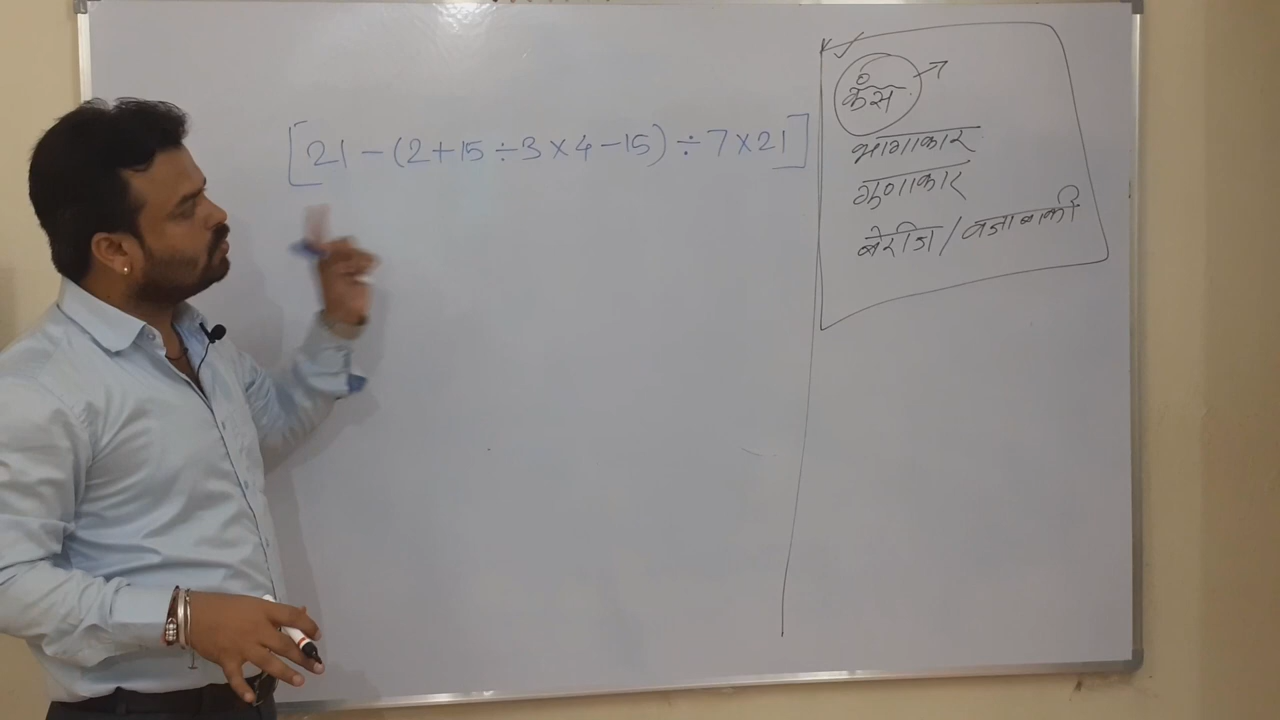 [21 - (2 + 15 ÷ 3 × 4 - 15) ÷ 7 × 21]
कंस
भागाकार
गुणाकार
बेरीज / वजाबाकी